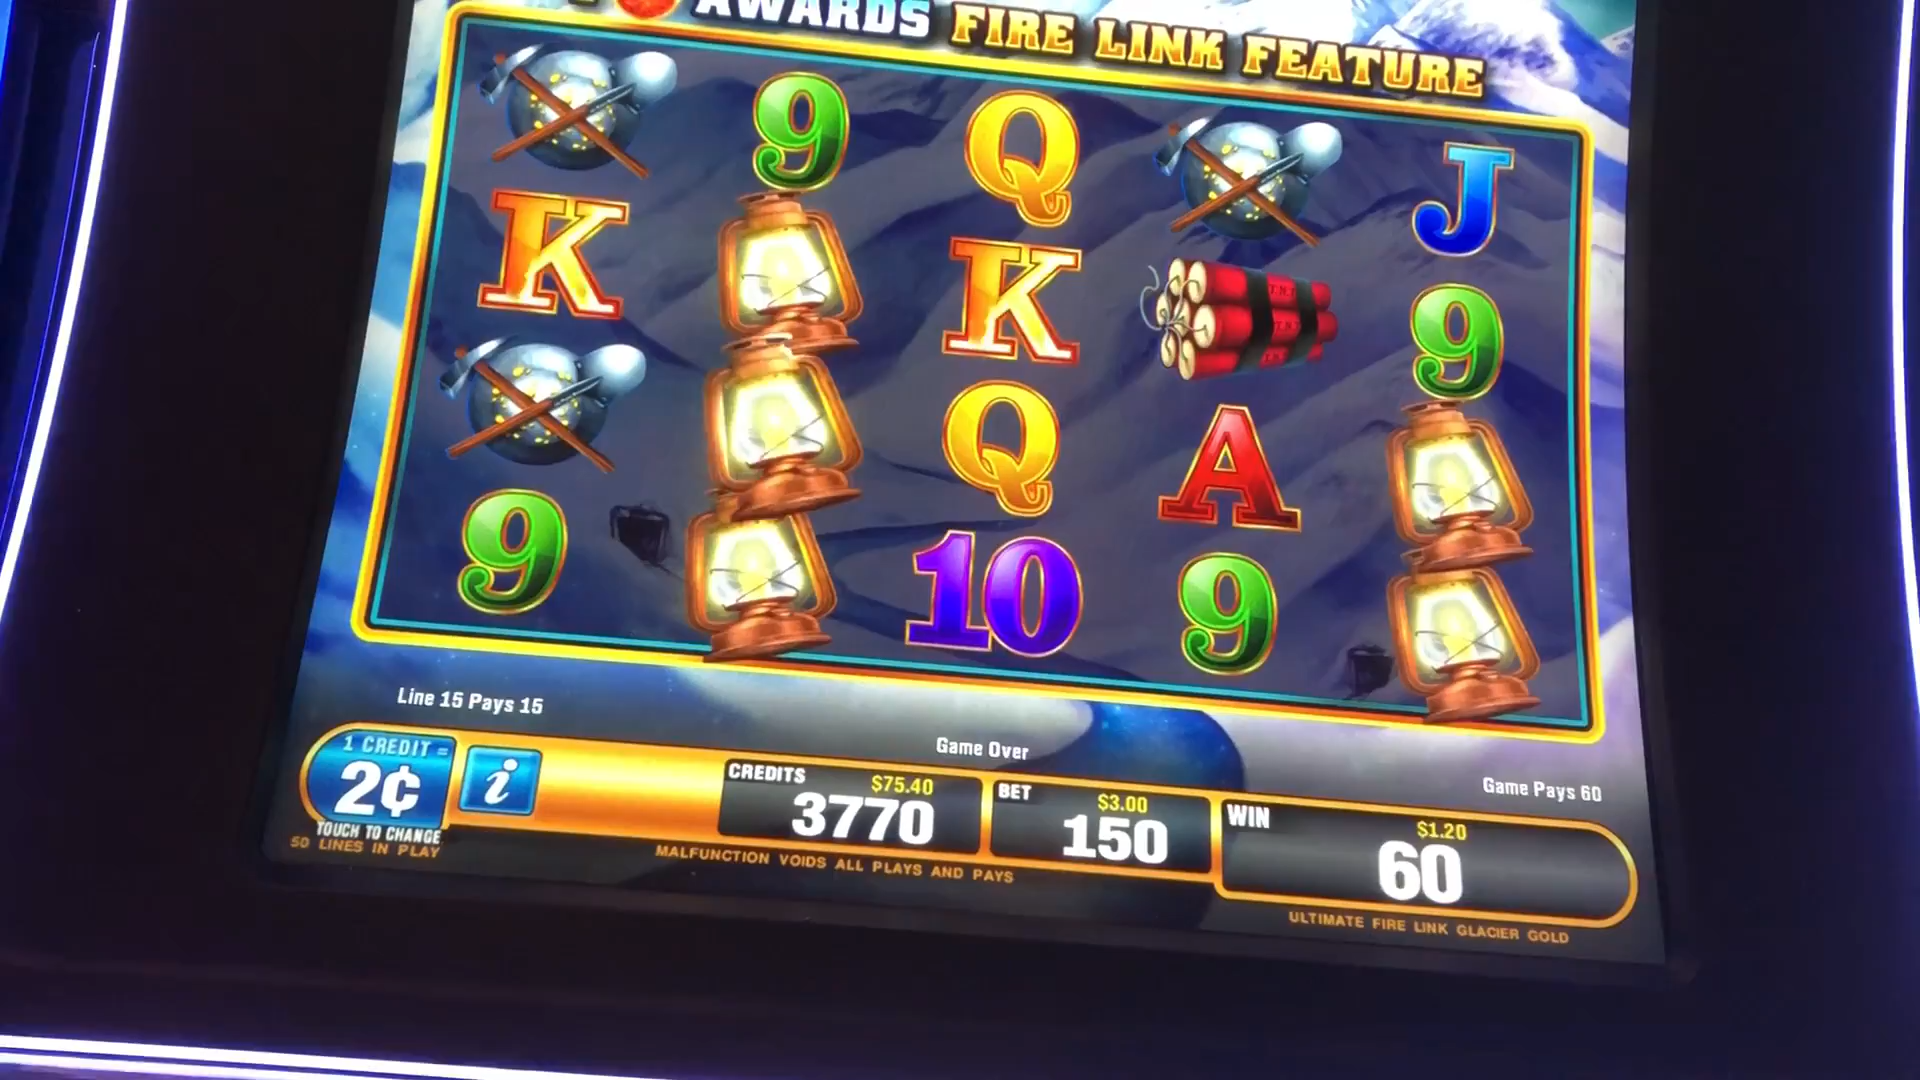 AWARDS FIRE LINK FEATURE
9 Q J
K K 9
T.N.T
T.N.T
Q A
9 10 9
Line 15 Pays 15
Game Over
Game Pays 60
1 CREDIT =
2¢
TOUCH TO CHANGE
50 LINES IN PLAY
i
CREDITS $75.40
3770
BET $3.00
150
WIN $1.20
60
MALFUNCTION VOIDS ALL PLAYS AND PAYS
ULTIMATE FIRE LINK GLACIER GOLD